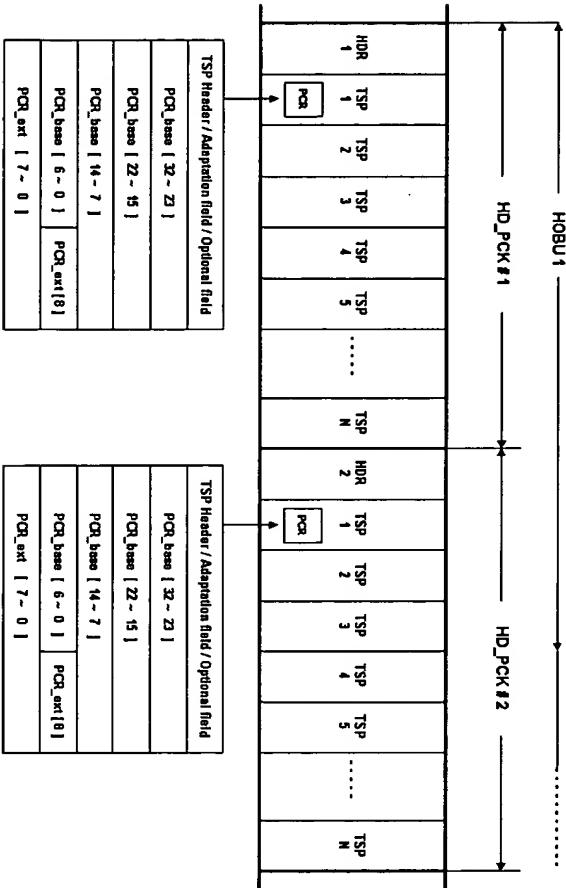 HOBU 1
HD_PCK # 1
HD_PCK # 2
HDR 1
TSP 1
TSP 2
TSP 3
TSP 4
TSP 5
......
TSP N
HDR 2
TSP 1
TSP 2
TSP 3
TSP 4
TSP 5
......
TSP N
PCR
PCR
TSP Header / Adaptation field / Optional field
PCR_base [ 32 ~ 23 ]
PCR_base [ 22 ~ 15 ]
PCR_base [ 14 ~ 7 ]
PCR_base [ 6 ~ 0 ] PCR_ext [8]
PCR_ext [ 7 ~ 0 ]
TSP Header / Adaptation field / Optional field
PCR_base [ 32 ~ 23 ]
PCR_base [ 22 ~ 15 ]
PCR_base [ 14 ~ 7 ]
PCR_base [ 6 ~ 0 ] PCR_ext [8]
PCR_ext [ 7 ~ 0 ]